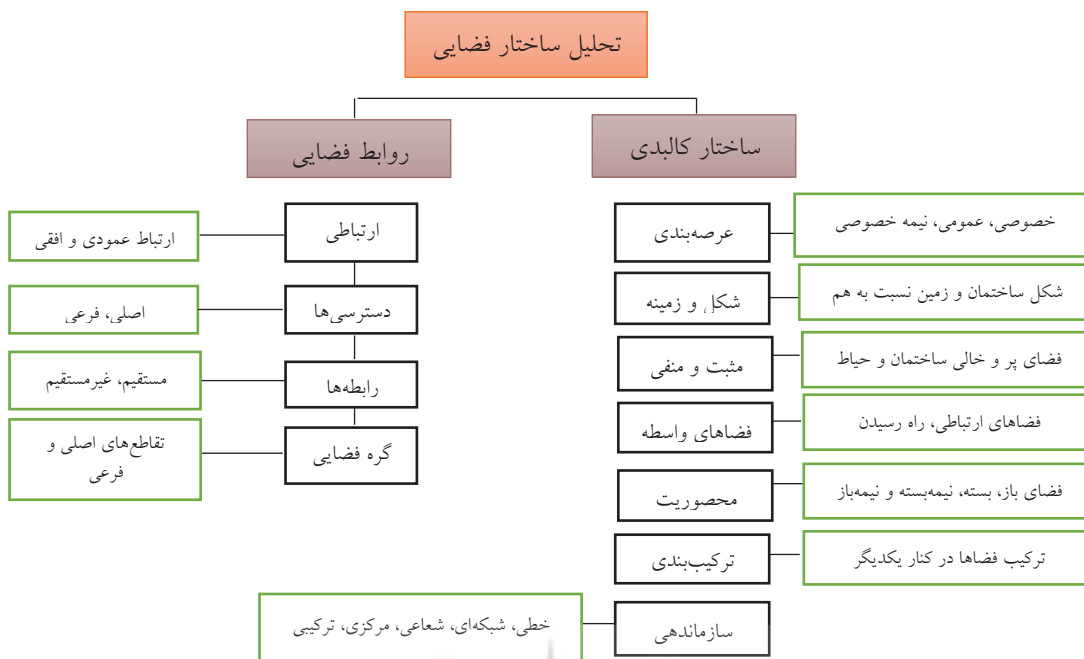 تحلیل ساختار فضایی
ساختار کالبدی
روابط فضایی
عرصه‌بندی
خصوصی، عمومی، نیمه خصوصی
شکل و زمینه
شکل ساختمان و زمین نسبت به هم
مثبت و منفی
فضای پر و خالی ساختمان و حیاط
فضاهای واسطه
فضاهای ارتباطی، راه رسیدن
محصوریت
فضای باز، بسته، نیمه‌بسته و نیمه‌باز
ترکیب‌بندی
ترکیب فضاها در کنار یکدیگر
سازماندهی
خطی، شبکه‌ای، شعاعی، مرکزی، ترکیبی
ارتباطی
ارتباط عمودی و افقی
دسترسی‌ها
اصلی، فرعی
رابطه‌ها
مستقیم، غیرمستقیم
گره فضایی
تقاطع‌های اصلی و
فرعی